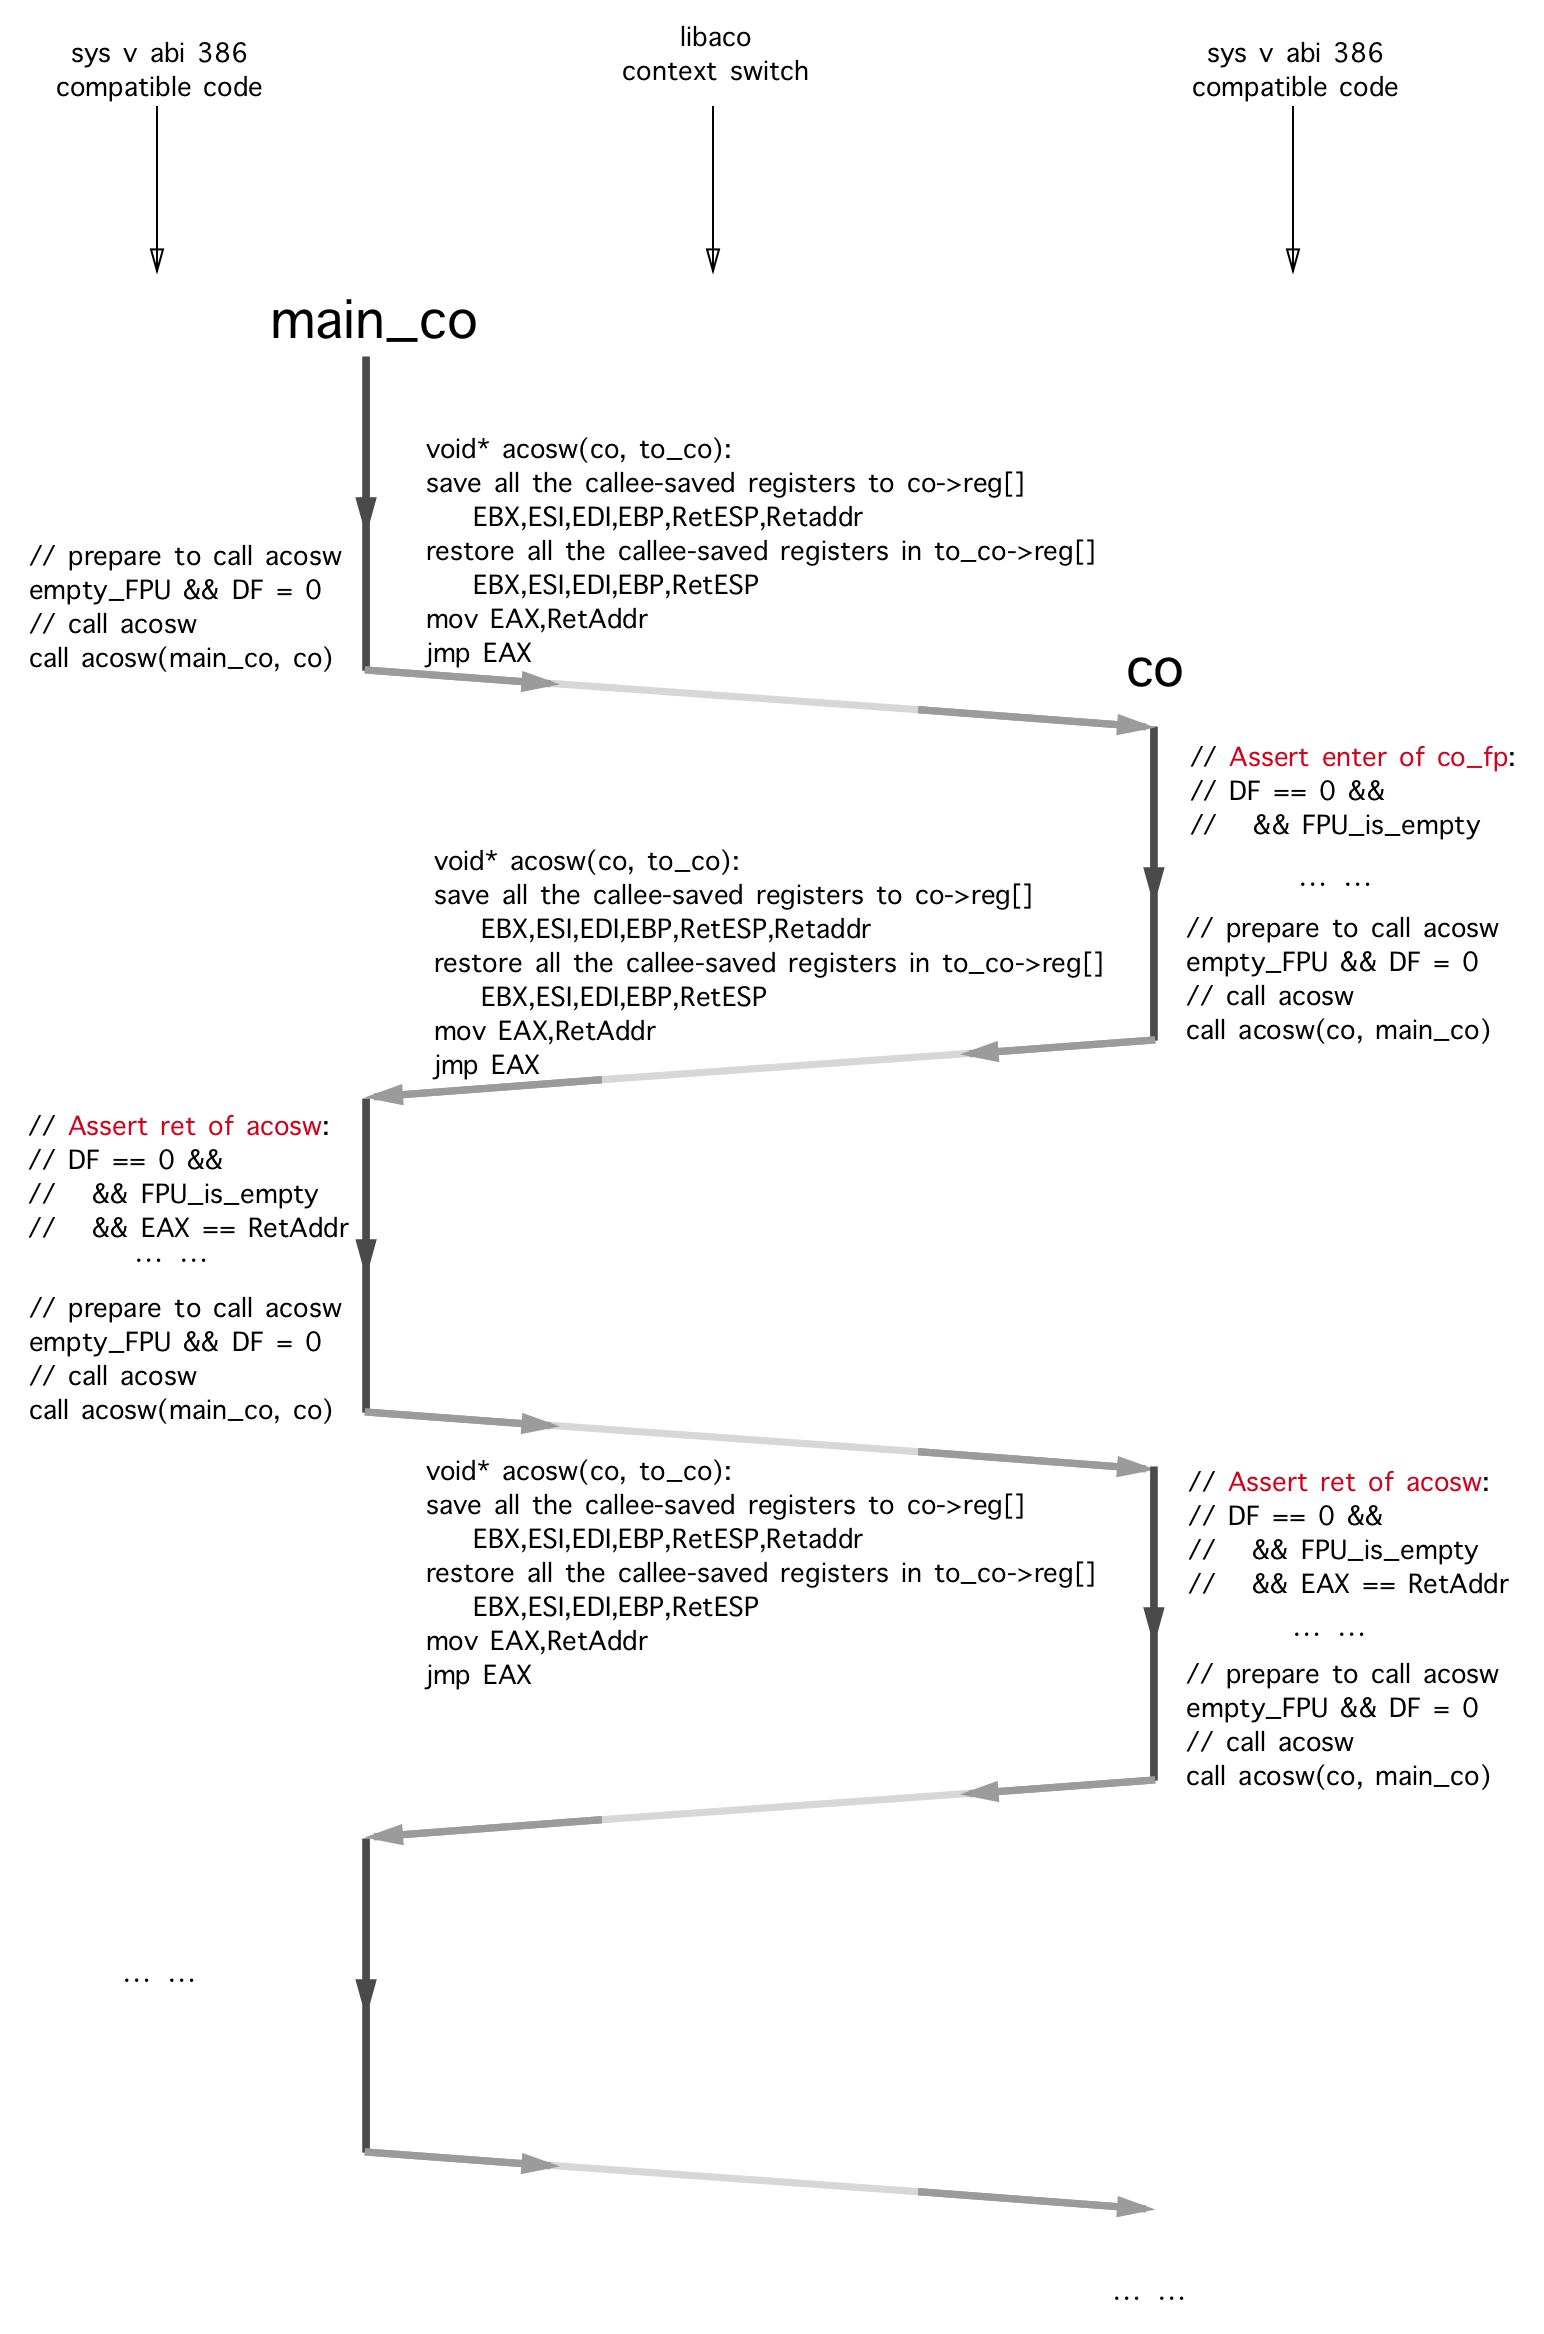 sys v abi 386
compatible code
libaco
context switch
sys v abi 386
compatible code
main_co
void* acosw(co, to_co):
save all the callee-saved registers to co->reg[]
EBX,ESI,EDI,EBP,RetESP,Retaddr
restore all the callee-saved registers in to_co->reg[]
EBX,ESI,EDI,EBP,RetESP
mov EAX,RetAddr
jmp EAX
// prepare to call acosw
empty_FPU && DF = 0
// call acosw
call acosw(main_co, co)
co
// Assert enter of co_fp:
// DF == 0 &&
// && FPU_is_empty
... ...
// prepare to call acosw
empty_FPU && DF = 0
// call acosw
call acosw(co, main_co)
void* acosw(co, to_co):
save all the callee-saved registers to co->reg[]
EBX,ESI,EDI,EBP,RetESP,Retaddr
restore all the callee-saved registers in to_co->reg[]
EBX,ESI,EDI,EBP,RetESP
mov EAX,RetAddr
jmp EAX
// Assert ret of acosw:
// DF == 0 &&
// && FPU_is_empty
// && EAX == RetAddr
... ...
// prepare to call acosw
empty_FPU && DF = 0
// call acosw
call acosw(main_co, co)
void* acosw(co, to_co):
save all the callee-saved registers to co->reg[]
EBX,ESI,EDI,EBP,RetESP,Retaddr
restore all the callee-saved registers in to_co->reg[]
EBX,ESI,EDI,EBP,RetESP
mov EAX,RetAddr
jmp EAX
// Assert ret of acosw:
// DF == 0 &&
// && FPU_is_empty
// && EAX == RetAddr
... ...
// prepare to call acosw
empty_FPU && DF = 0
// call acosw
call acosw(co, main_co)
... ...
... ...